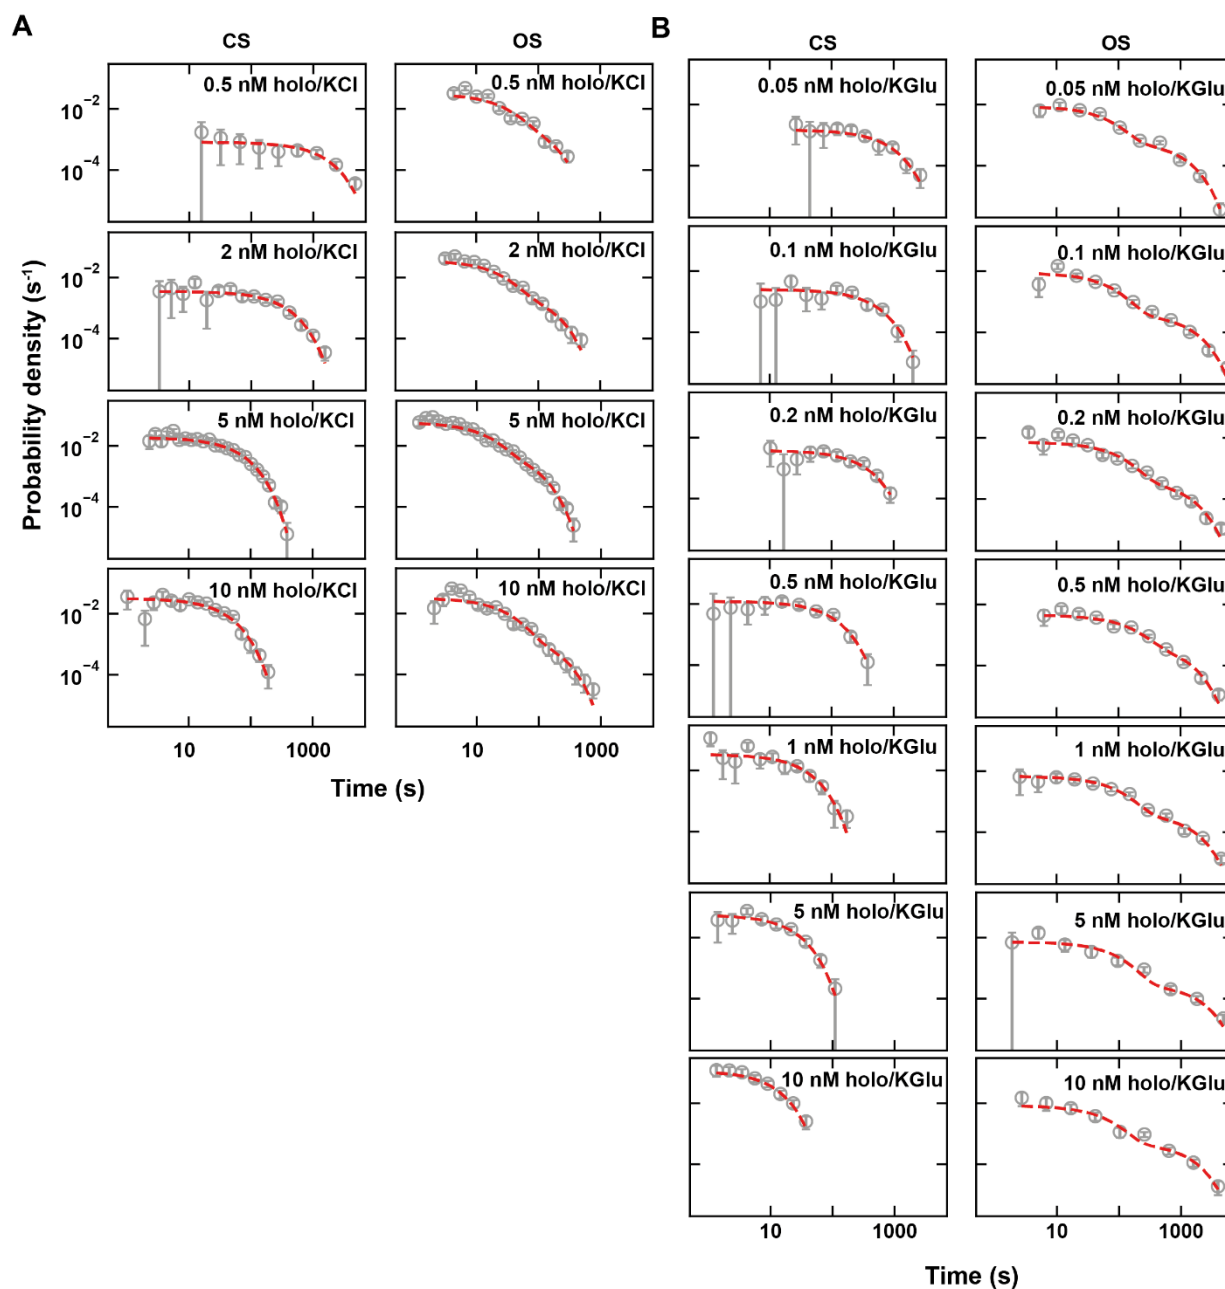 A
CS
OS
0.5 nM holo/KCl
0.5 nM holo/KCl
10⁻²
10⁻⁴
2 nM holo/KCl
2 nM holo/KCl
10⁻²
10⁻⁴
5 nM holo/KCl
5 nM holo/KCl
10⁻²
10⁻⁴
10 nM holo/KCl
10 nM holo/KCl
10⁻²
10⁻⁴
10
1000
10
1000
Probability density (s⁻¹)
Time (s)
B
CS
OS
0.05 nM holo/KGlu
0.05 nM holo/KGlu
0.1 nM holo/KGlu
0.1 nM holo/KGlu
0.2 nM holo/KGlu
0.2 nM holo/KGlu
0.5 nM holo/KGlu
0.5 nM holo/KGlu
1 nM holo/KGlu
1 nM holo/KGlu
5 nM holo/KGlu
5 nM holo/KGlu
10 nM holo/KGlu
10 nM holo/KGlu
10
1000
10
1000
Time (s)